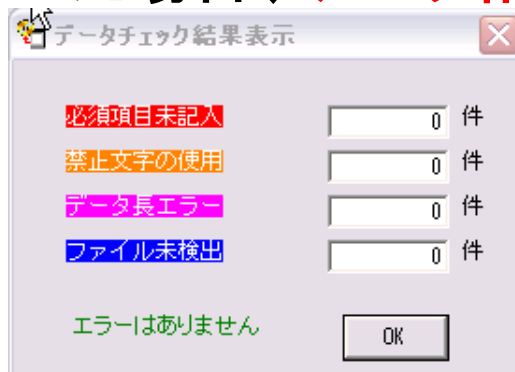 データチェック結果表示
必須項目未記入 0 件
禁止文字の使用 0 件
データ長エラー 0 件
ファイル未検出 0 件
エラーはありません OK